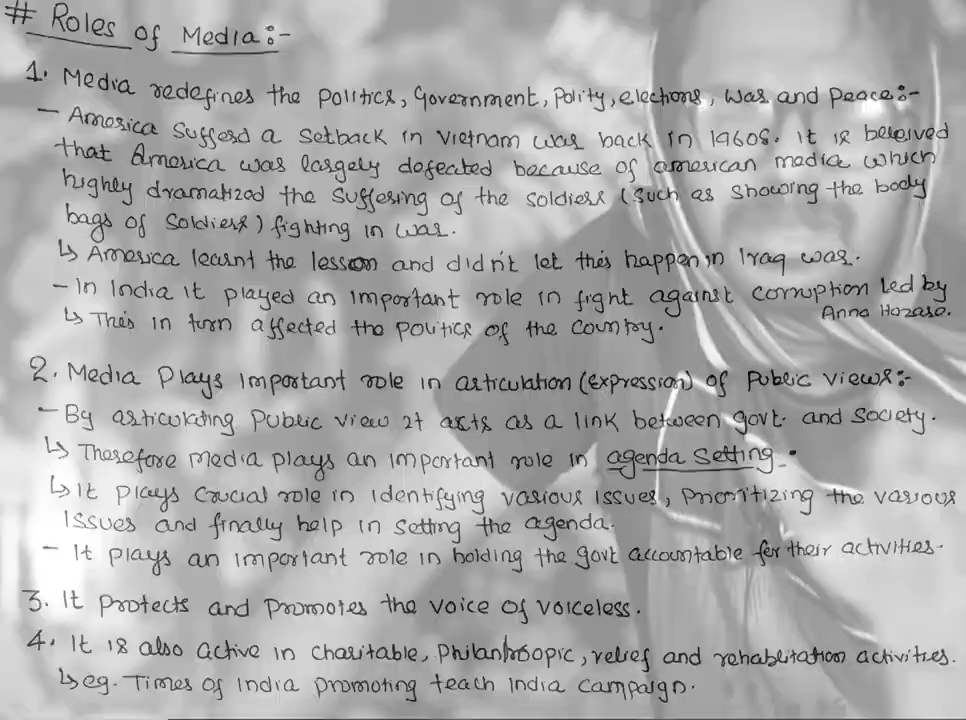 # Roles of Media:-
1. Media redefines the politics, Government, Polity, elections, war and Peace:-
- America Sufferd a setback in Vietnam war back in 1960s. It is beleived
that America was largely defeated because of american media which
highly dramatized the Suffering of the soldiers (Such as Showing the body
bags of Soldiers) fighting in war.
↳ America learnt the lesson and didn't let this happen in Iraq war.
- In India it played an important role in fight against corruption led by
Anna Hazare.
↳ This in turn affected the Politics of the country.
2. Media Plays important role in articulation (expression) of Public views:-
- By articulating Public view it acts as a link between govt. and Society.
↳ Therefore Media plays an important role in agenda Setting.
↳ It plays Crucial role in identifying various issues, Prioritizing the various
issues and finally help in setting the agenda.
- It plays an important role in holding the govt accountable for their activities.
3. It Protects and Promotes the voice of voiceless.
4. It is also active in charitable, Philanthropic, relief and rehablitation activities.
↳ eg. Times of India Promoting teach India Campaign.